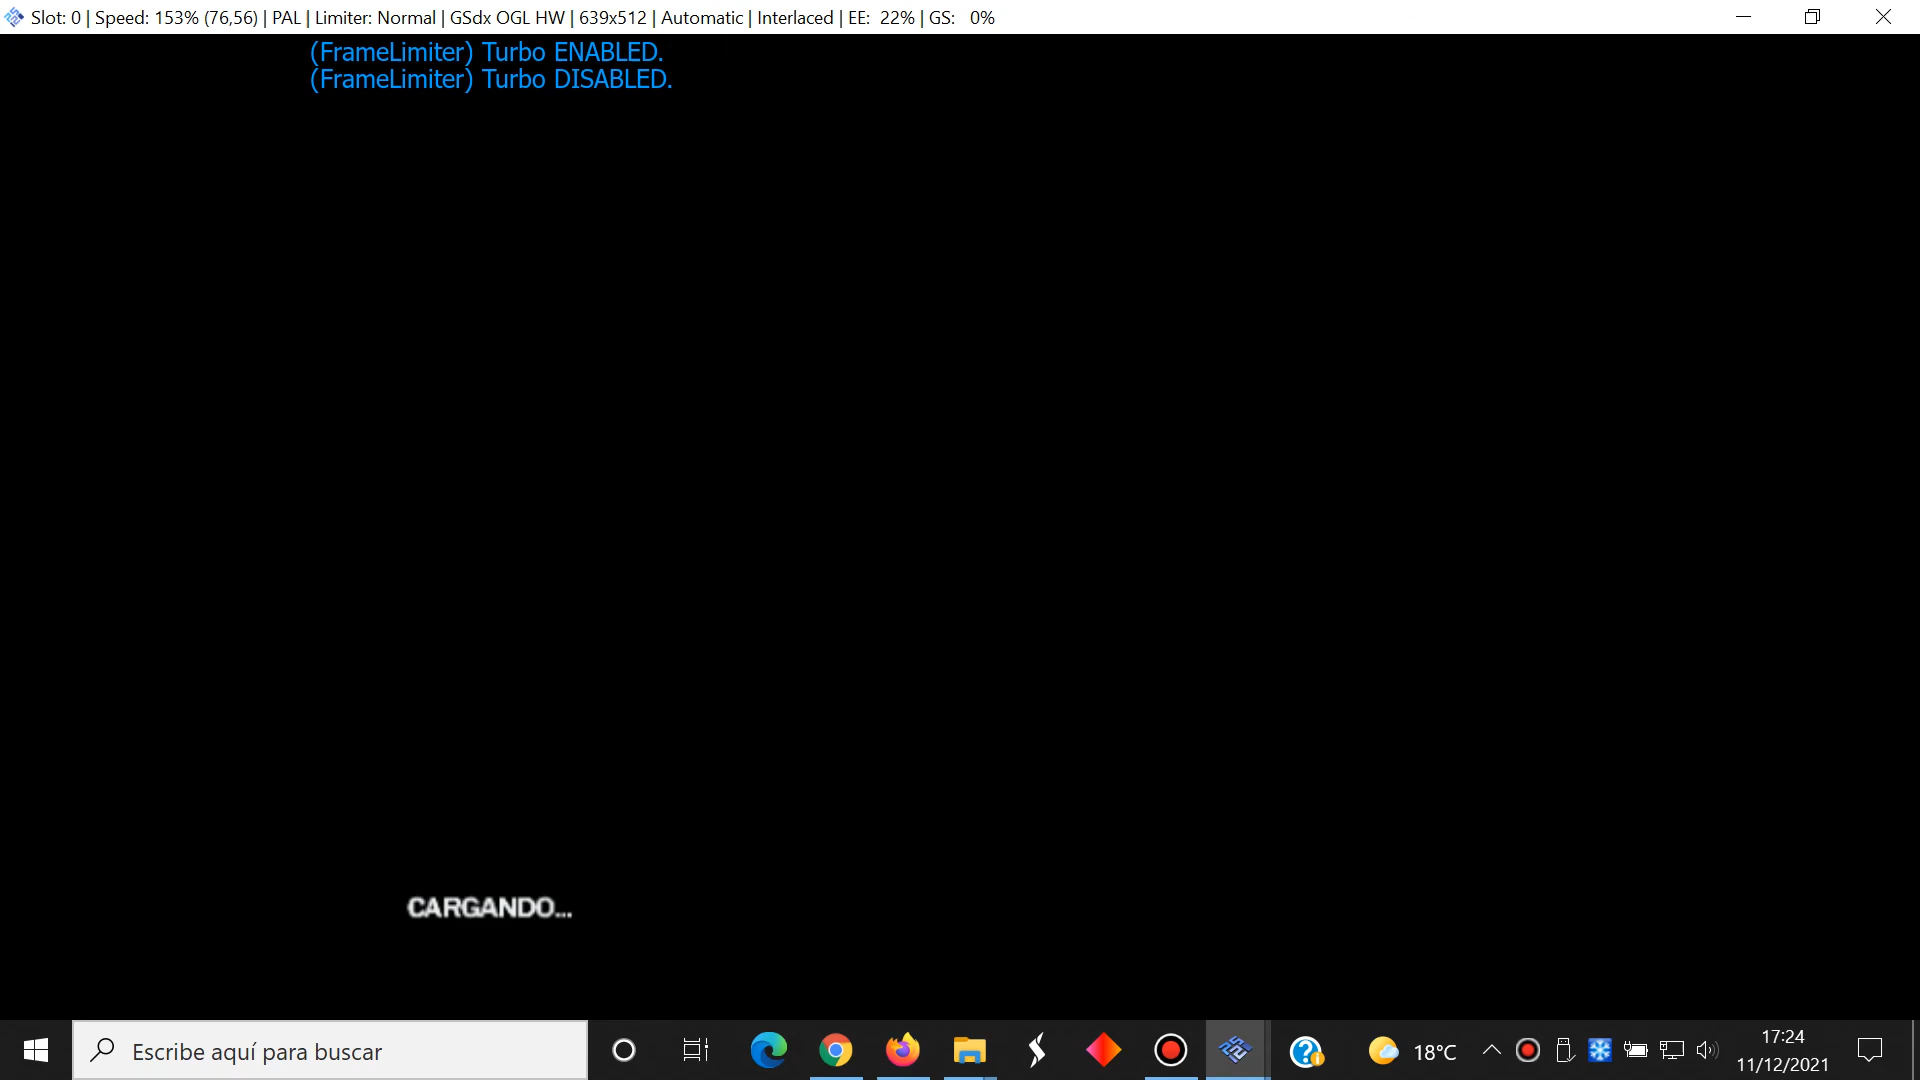 Slot: 0 | Speed: 153% (76,56) | PAL | Limiter: Normal | GSdx OGL HW | 639x512 | Automatic | Interlaced | EE: 22% | GS: 0%
(FrameLimiter) Turbo ENABLED.
(FrameLimiter) Turbo DISABLED.
CARGANDO...
Escribe aquí para buscar
18°C
17:24
11/12/2021